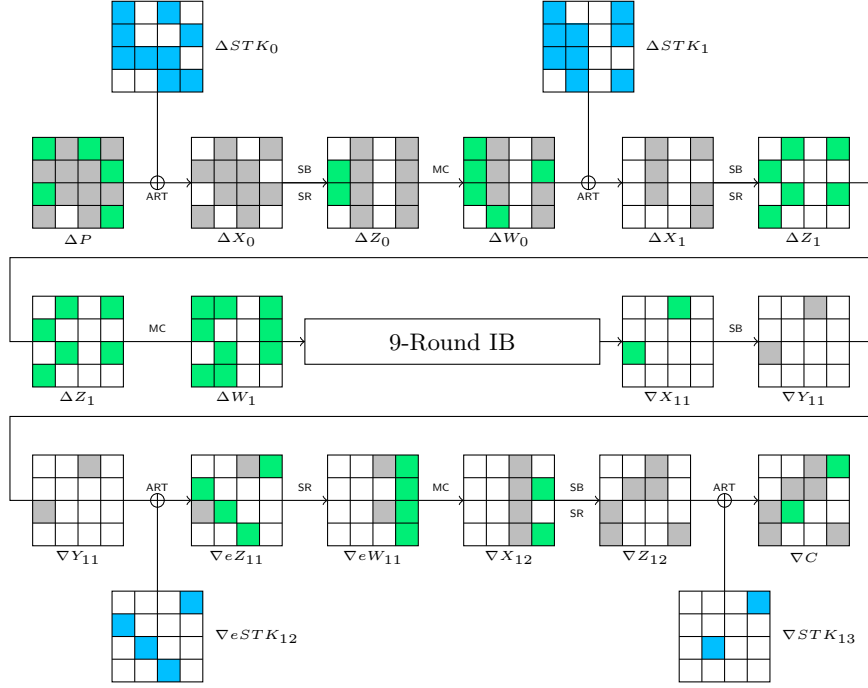 ΔSTK₀ ΔSTK₁
SB MC SB
ART SR ART SR
ΔP ΔX₀ ΔZ₀ ΔW₀ ΔX₁ ΔZ₁
MC 9-Round IB SB
ΔZ₁ ΔW₁ ∇X₁₁ ∇Y₁₁
ART SR MC SB ART
SR
∇Y₁₁ ∇eZ₁₁ ∇eW₁₁ ∇X₁₂ ∇Z₁₂ ∇C
∇eSTK₁₂ ∇STK₁₃